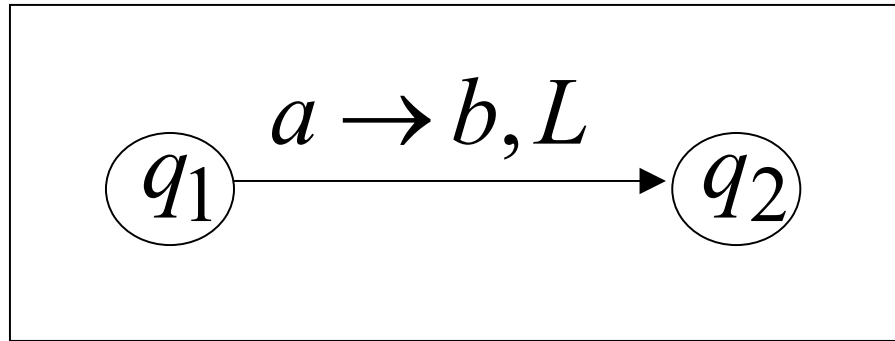 a → b, L
q₁ q₂